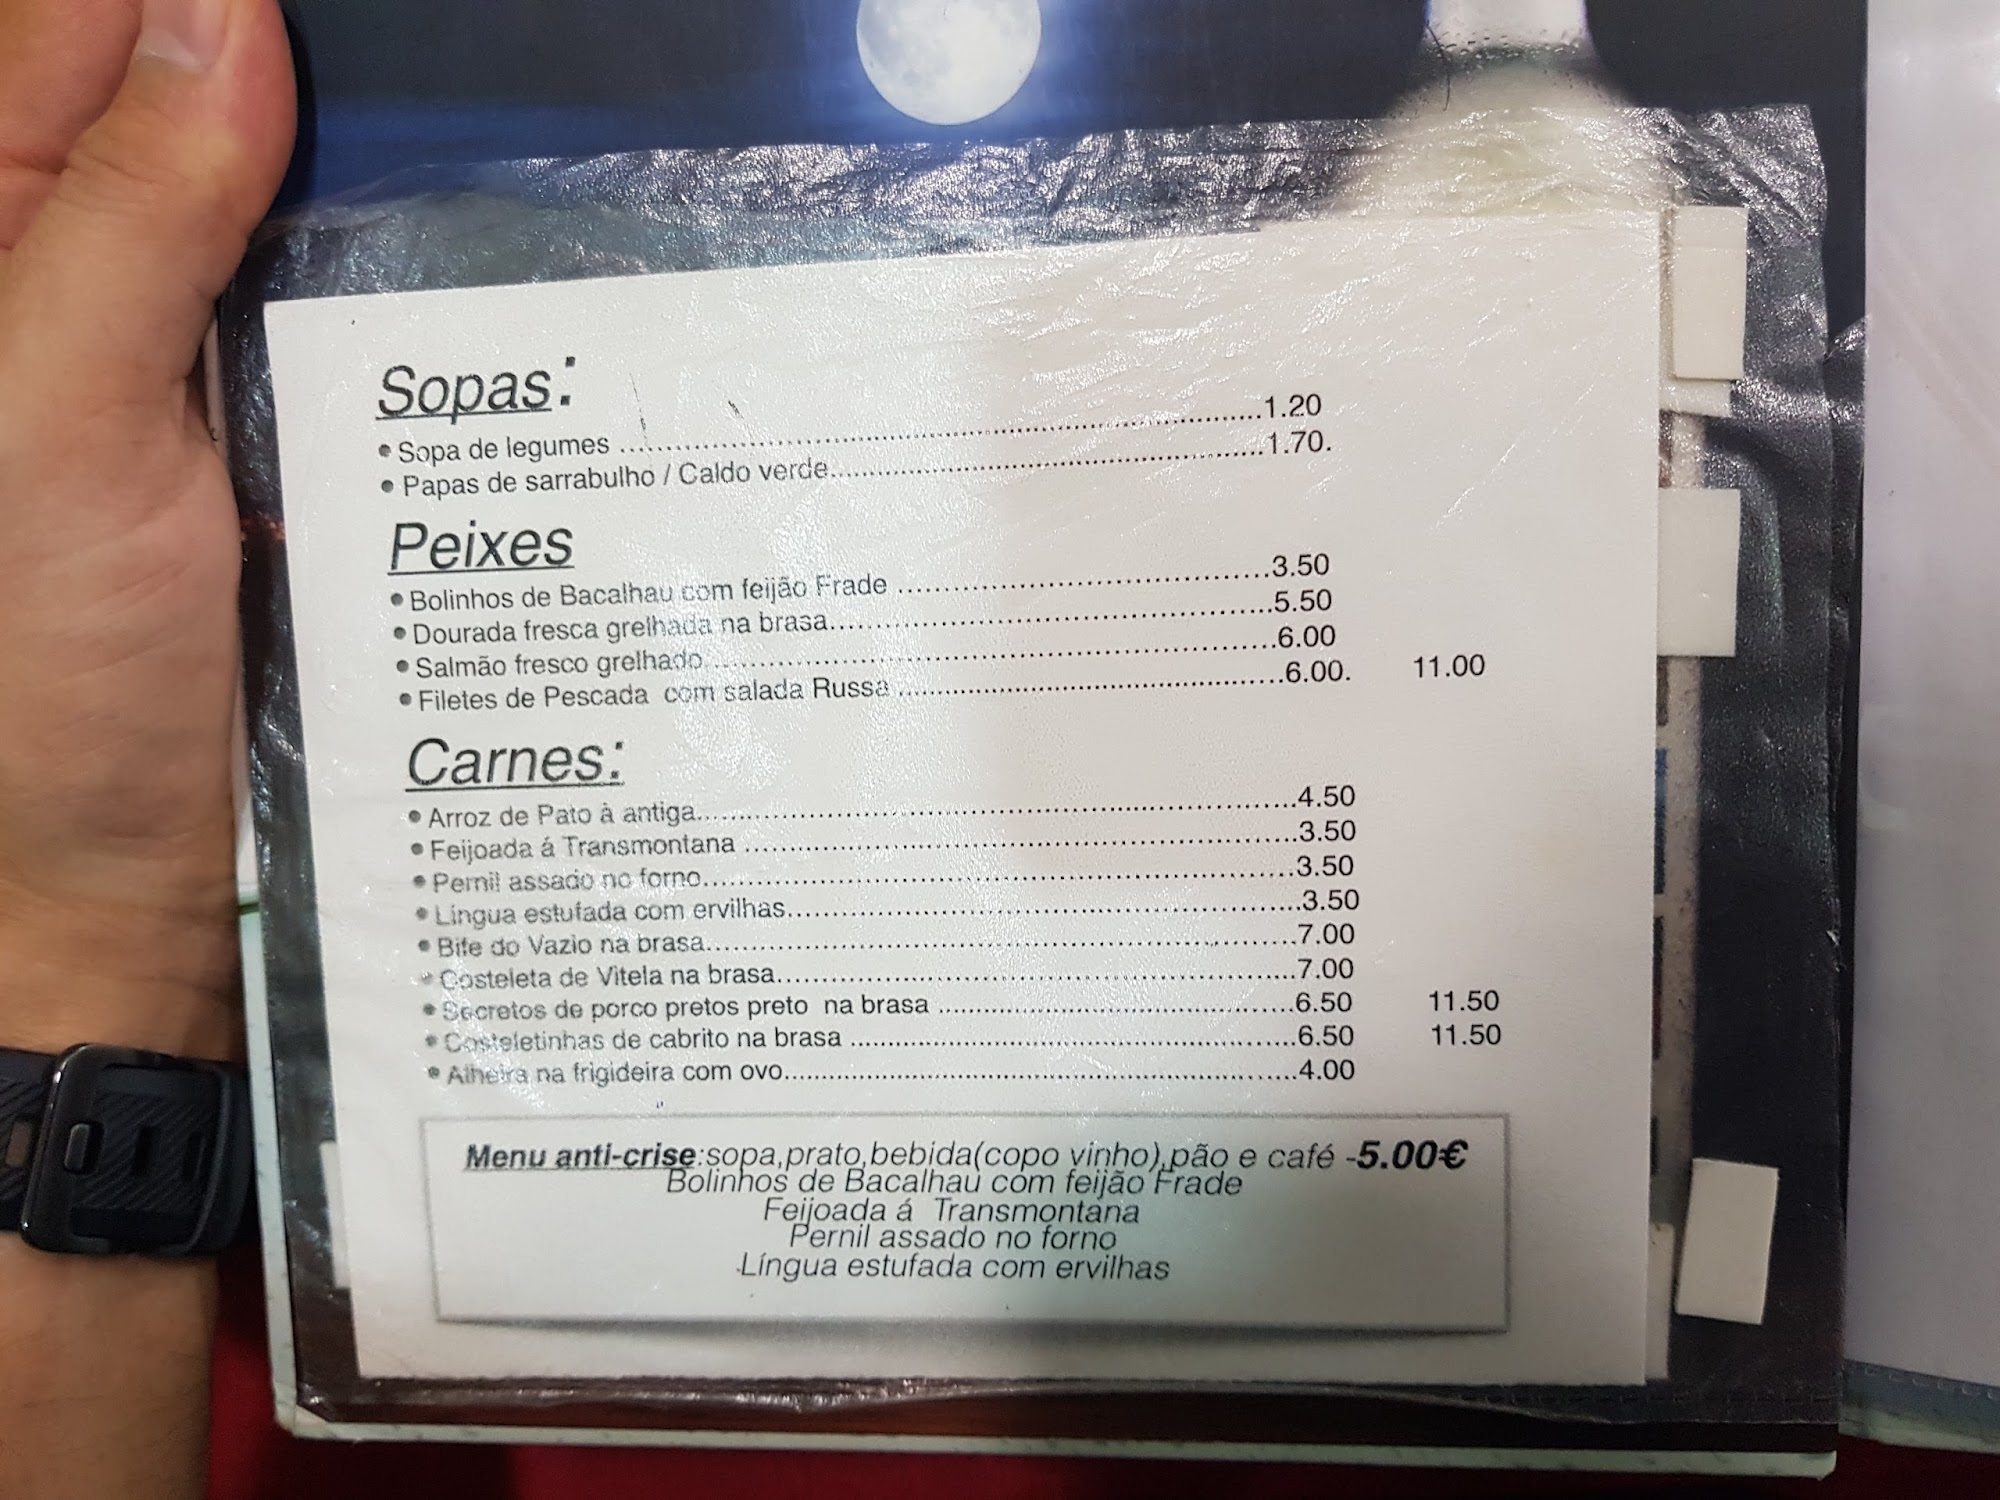 Sopas:
• Sopa de legumes ................................1.20
• Papas de sarrabulho / Caldo verde................................1.70.
Peixes
• Bolinhos de Bacalhau com feijão Frade ................................3.50
• Dourada fresca grelhada na brasa................................5.50
• Salmão fresco grelhado................................6.00
• Filetes de Pescada com salada Russa ................................6.00. 11.00
Carnes:
• Arroz de Pato à antiga................................4.50
• Feijoada á Transmontana ................................3.50
• Pernil assado no forno................................3.50
• Língua estufada com ervilhas................................3.50
• Bife do Vazio na brasa................................7.00
• Costeleta de Vitela na brasa................................7.00
• Secretos de porco pretos preto na brasa ................................6.50 11.50
• Costeletinhas de cabrito na brasa ................................6.50 11.50
• Alheira na frigideira com ovo................................4.00
Menu anti-crise:sopa,prato,bebida(copo vinho),pão e café -5.00€
Bolinhos de Bacalhau com feijão Frade
Feijoada á Transmontana
Pernil assado no forno
Língua estufada com ervilhas